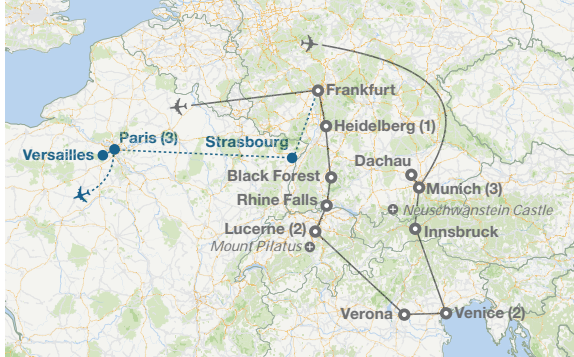 Frankfurt
Heidelberg (1)
Paris (3)
Strasbourg
Versailles
Dachau
Black Forest
Munich (3)
Rhine Falls
Neuschwanstein Castle
Lucerne (2)
Innsbruck
Mount Pilatus
Verona
Venice (2)